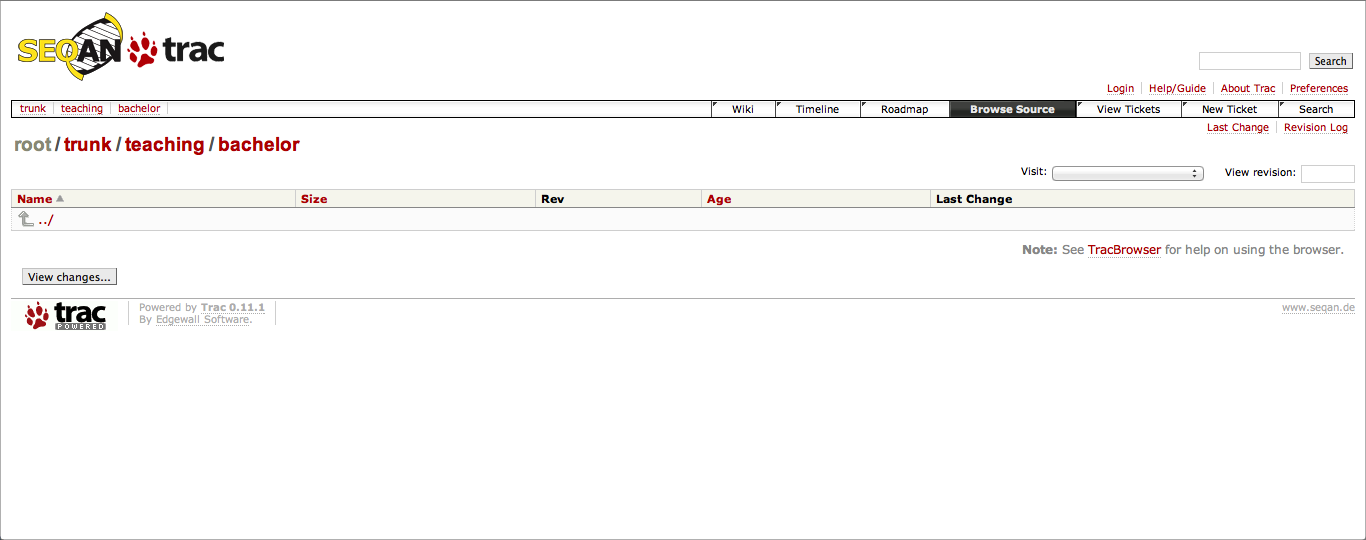 SEQAN trac
Search
Login Help/Guide About Trac Preferences
trunk teaching bachelor Wiki Timeline Roadmap Browse Source View Tickets New Ticket Search
Last Change Revision Log
root / trunk / teaching / bachelor
Visit: View revision:
Name Size Rev Age Last Change
../
Note: See TracBrowser for help on using the browser.
View changes...
trac POWERED
Powered by Trac 0.11.1
By Edgewall Software.
www.seqan.de